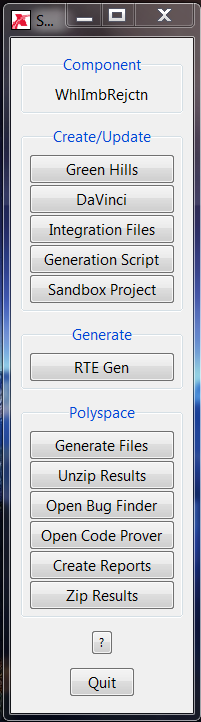 S...
Component
WhlImbRejctn
Create/Update
Green Hills
DaVinci
Integration Files
Generation Script
Sandbox Project
Generate
RTE Gen
Polyspace
Generate Files
Unzip Results
Open Bug Finder
Open Code Prover
Create Reports
Zip Results
?
Quit